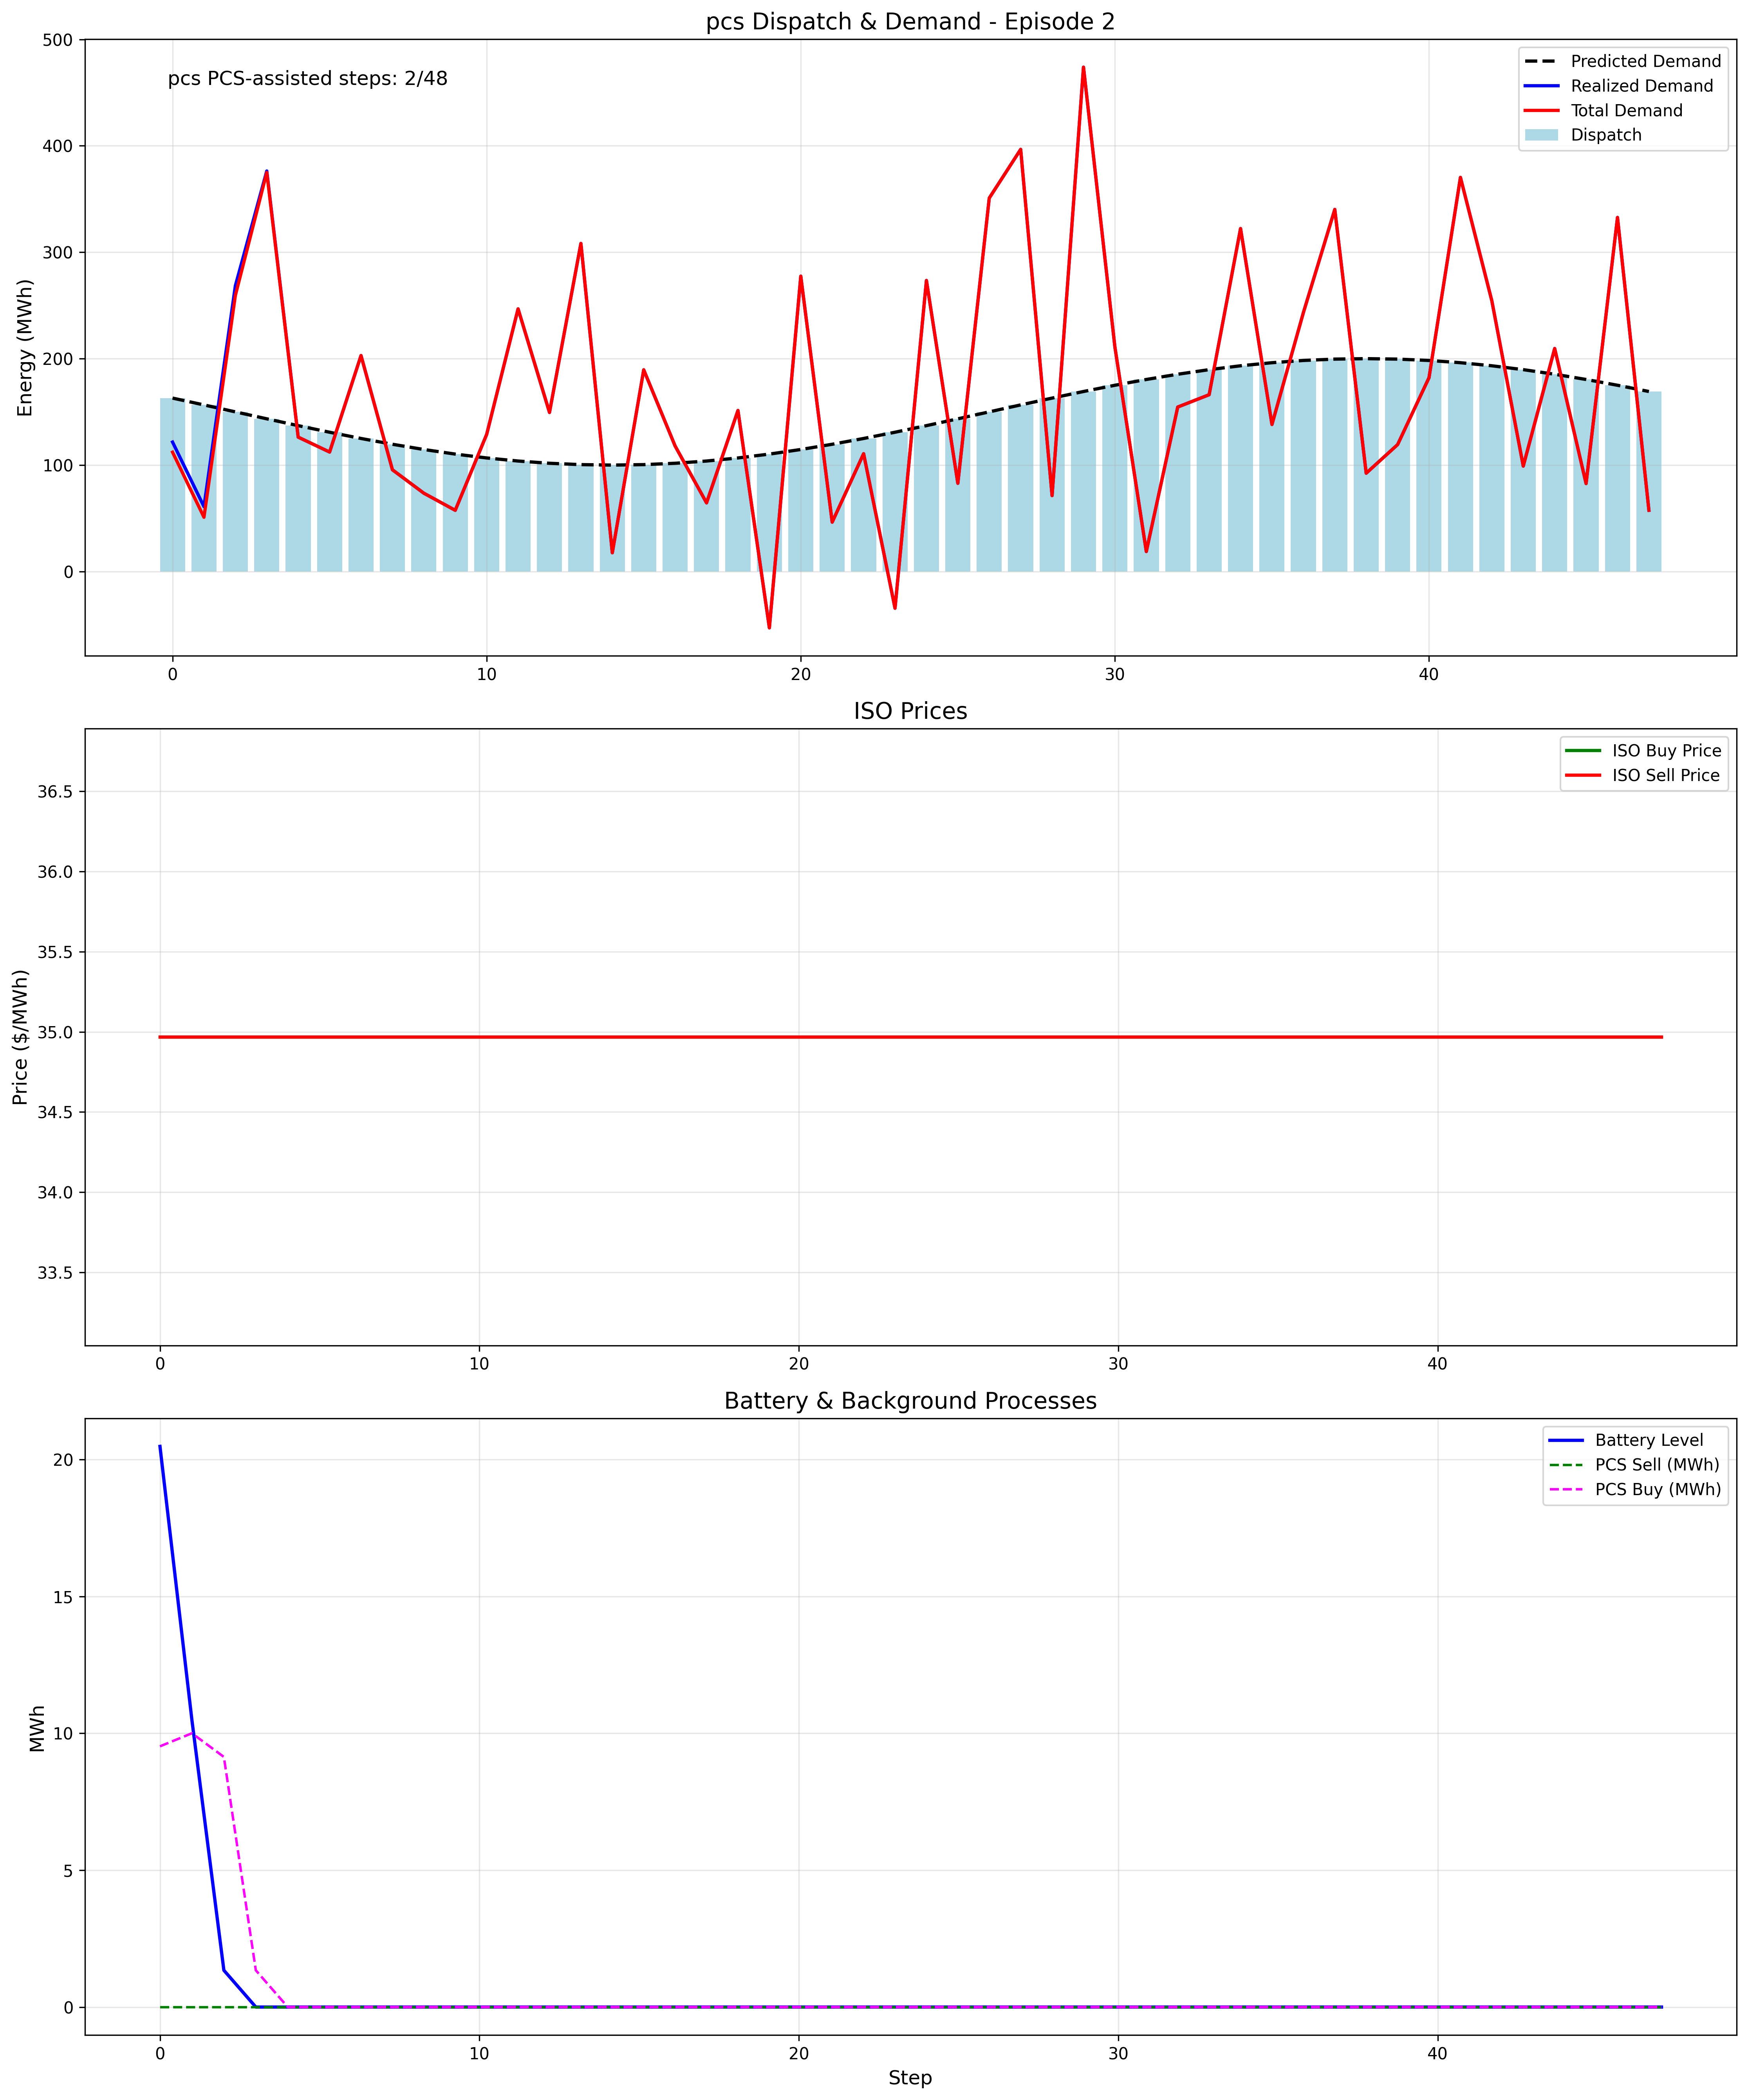 pcs Dispatch & Demand - Episode 2
pcs PCS-assisted steps: 2/48
Predicted Demand
Realized Demand
Total Demand
Dispatch
Energy (MWh)
500
400
300
200
100
0
0 10 20 30 40
ISO Prices
ISO Buy Price
ISO Sell Price
Price ($/MWh)
36.5
36.0
35.5
35.0
34.5
34.0
33.5
0 10 20 30 40
Battery & Background Processes
Battery Level
PCS Sell (MWh)
PCS Buy (MWh)
MWh
20
15
10
5
0
0 10 20 30 40
Step